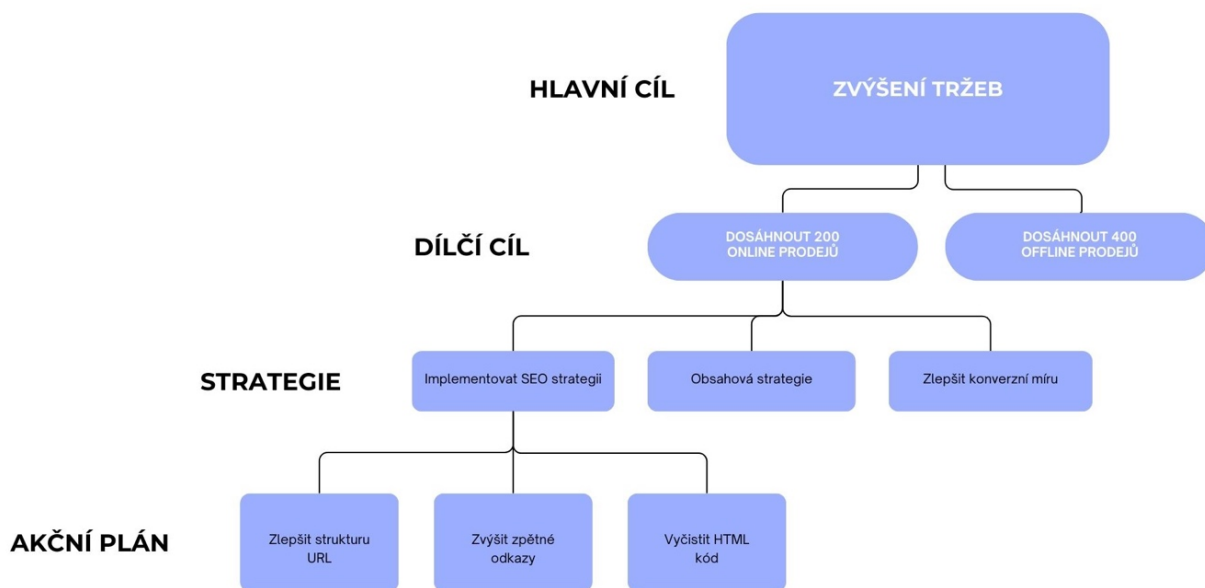 HLAVNÍ CÍL
ZVÝŠENÍ TRŽEB
DÍLČÍ CÍL
DOSÁHNOUT 200
ONLINE PRODEJŮ
DOSÁHNOUT 400
OFFLINE PRODEJŮ
STRATEGIE
Implementovat SEO strategii
Obsahová strategie
Zlepšit konverzní míru
AKČNÍ PLÁN
Zlepšit strukturu
URL
Zvýšit zpětné
odkazy
Vyčistit HTML
kód